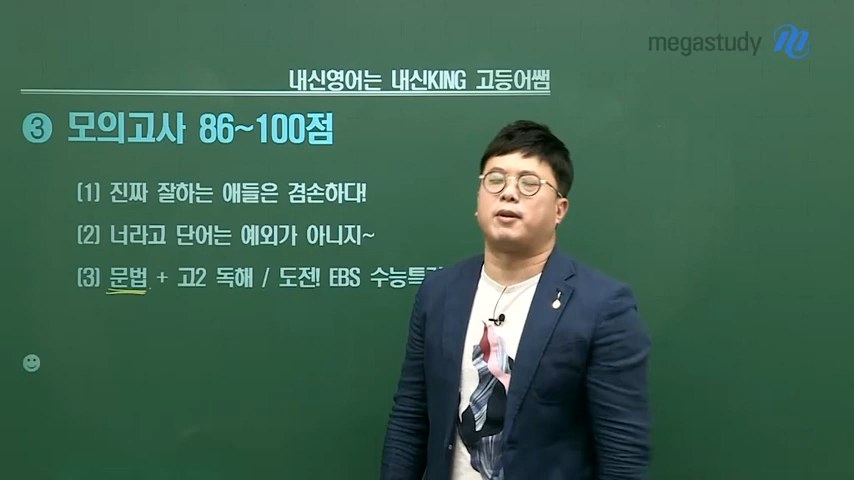 megastudy
내신영어는 내신KING 고등어쌤
3 모의고사 86~100점
(1) 진짜 잘하는 애들은 겸손하다!
(2) 너라고 단어는 예외가 아니지~
(3) 문법 + 고2 독해 / 도전! EBS